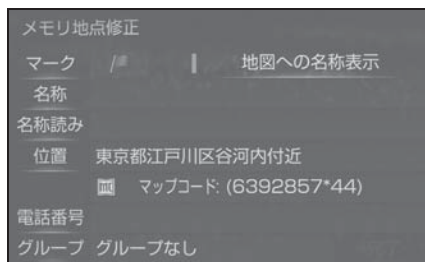 メモリ地点修正
マーク 地図への名称表示
名称
名称読み
位置 東京都江戸川区谷河内付近
マップコード: (6392857*44)
電話番号
グループ グループなし